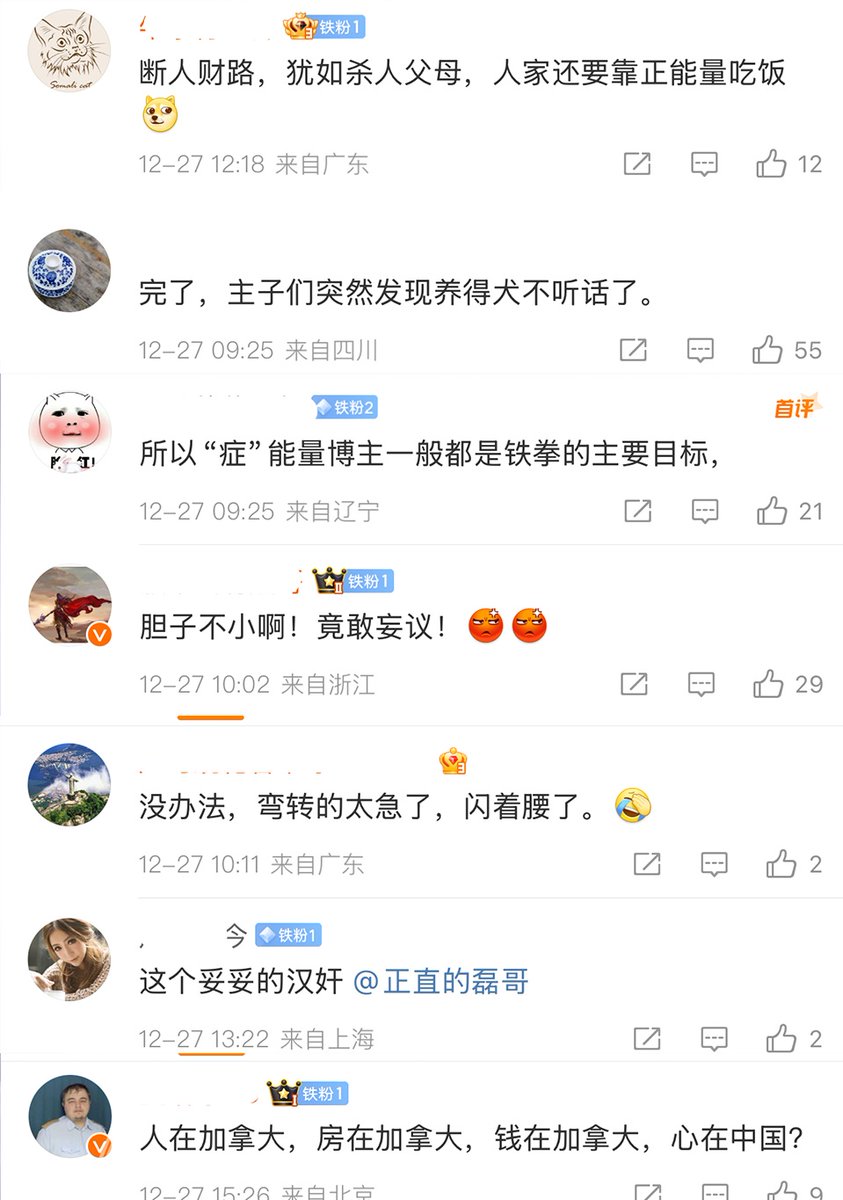 铁粉1
断人财路，犹如杀人父母，人家还要靠正能量吃饭
Somali cat
12-27 12:18 来自广东
12
完了，主子们突然发现养得犬不听话了。
12-27 09:25 来自四川
55
铁粉2
首评
所以“症”能量博主一般都是铁拳的主要目标，
12-27 09:25 来自辽宁
21
铁粉1
胆子不小啊！竟敢妄议！
12-27 10:02 来自浙江
29
没办法，弯转的太急了，闪着腰了。
12-27 10:11 来自广东
2
今 铁粉1
这个妥妥的汉奸 @正直的磊哥
12-27 13:22 来自上海
2
铁粉1
人在加拿大，房在加拿大，钱在加拿大，心在中国？
12-27 15:26 来自北京
9